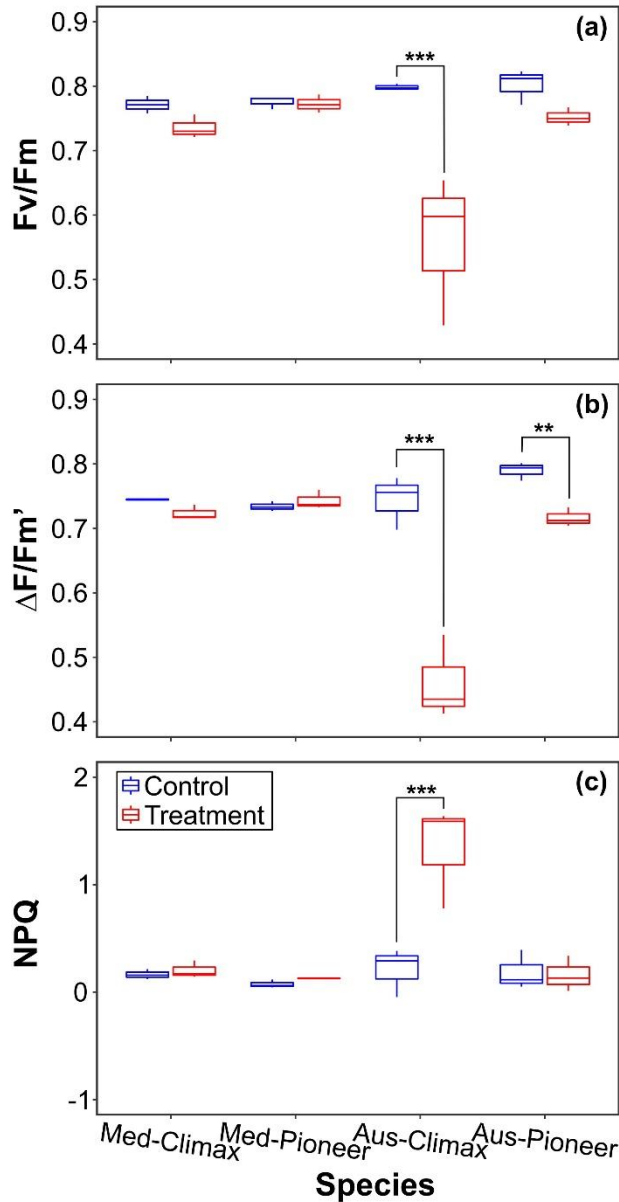 (a)
***
Fv/Fm
0.9
0.8
0.7
0.6
0.5
0.4
(b)
***
**
ΔF/Fm'
0.9
0.8
0.7
0.6
0.5
0.4
(c)
Control
Treatment
***
NPQ
2
1
0
-1
Med-Climax
Med-Pioneer
Aus-Climax
Aus-Pioneer
Species